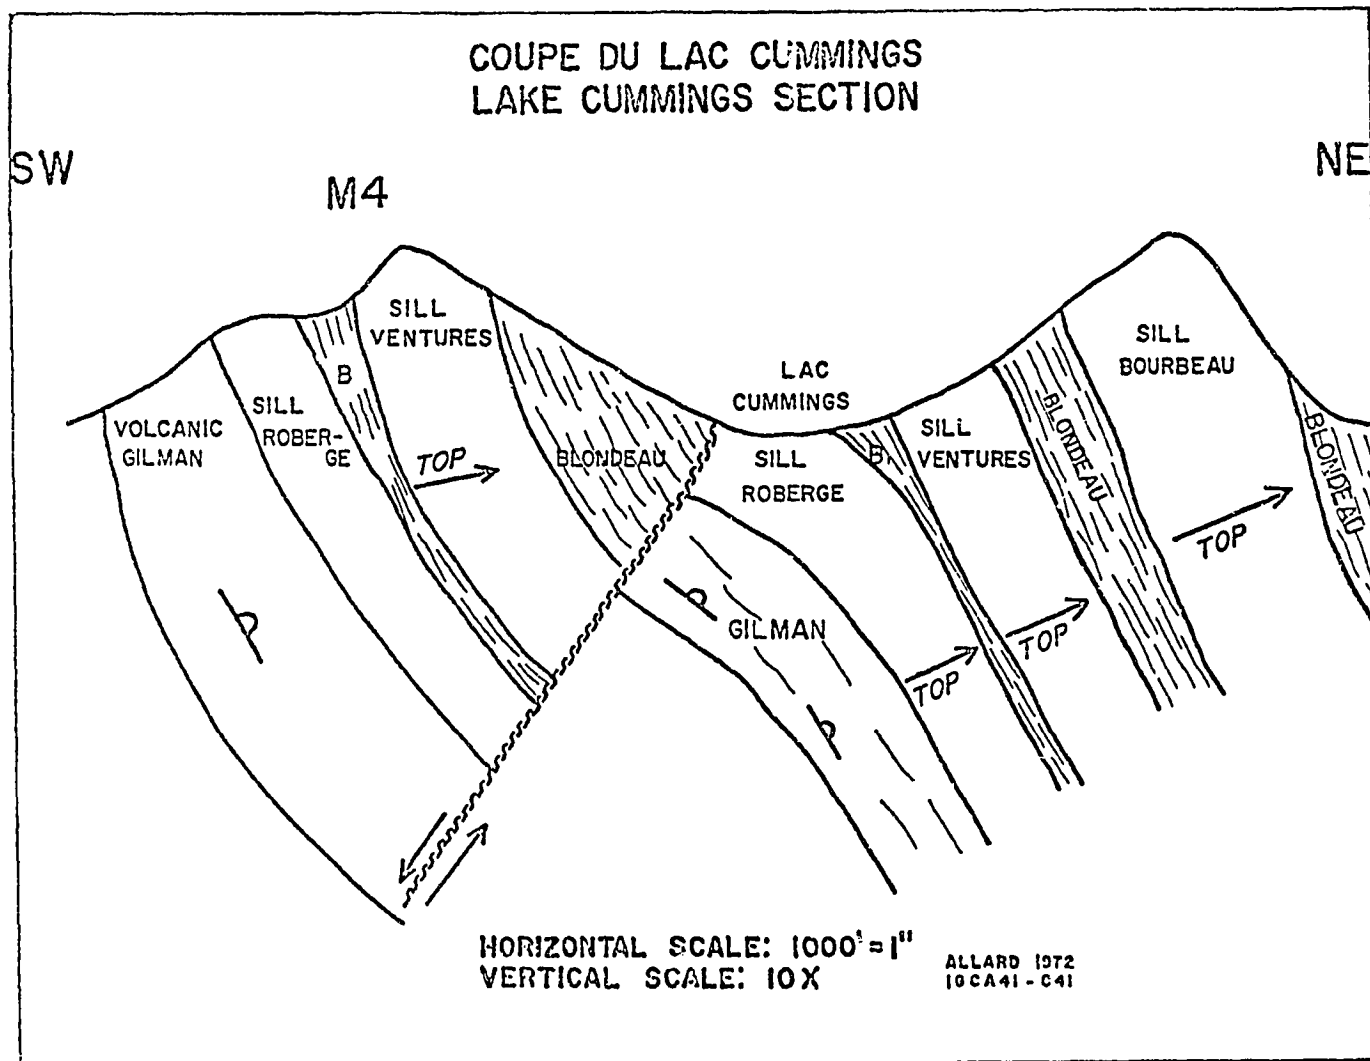 COUPE DU LAC CUMMINGS
LAKE CUMMINGS SECTION
SW
NE
M4
SILL
VENTURES
SILL
BOURBEAU
LAC
CUMMINGS
B
SILL
ROBER-
GE
VOLCANIC
GILMAN
TOP
BLONDEAU
SILL
ROBERGE
B1
SILL
VENTURES
BLONDEAU
BLONDEAU
TOP
GILMAN
TOP
TOP
HORIZONTAL SCALE: 1000' = 1"
VERTICAL SCALE: 10X
ALLARD 1972
10CA41-C41